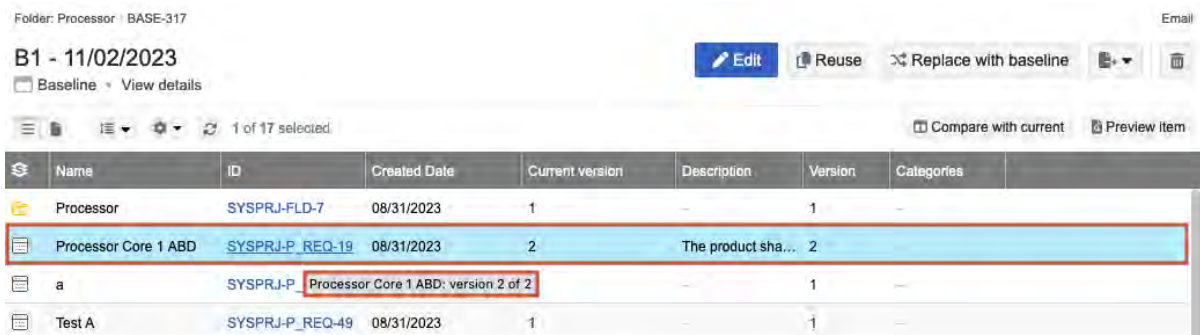 Folder: Processor BASE-317 Email
B1 - 11/02/2023 Edit Reuse Replace with baseline
Baseline • View details
1 of 17 selected Compare with current Preview item
Name ID Created Date Current version Description Version Categories
Processor SYSPRJ-FLD-7 08/31/2023 1 – 1 –
Processor Core 1 ABD SYSPRJ-P_REQ-19 08/31/2023 2 The product sha... 2
a SYSPRJ-P_ Processor Core 1 ABD: version 2 of 2 – 1 –
Test A SYSPRJ-P_REQ-49 08/31/2023 1 – 1 –